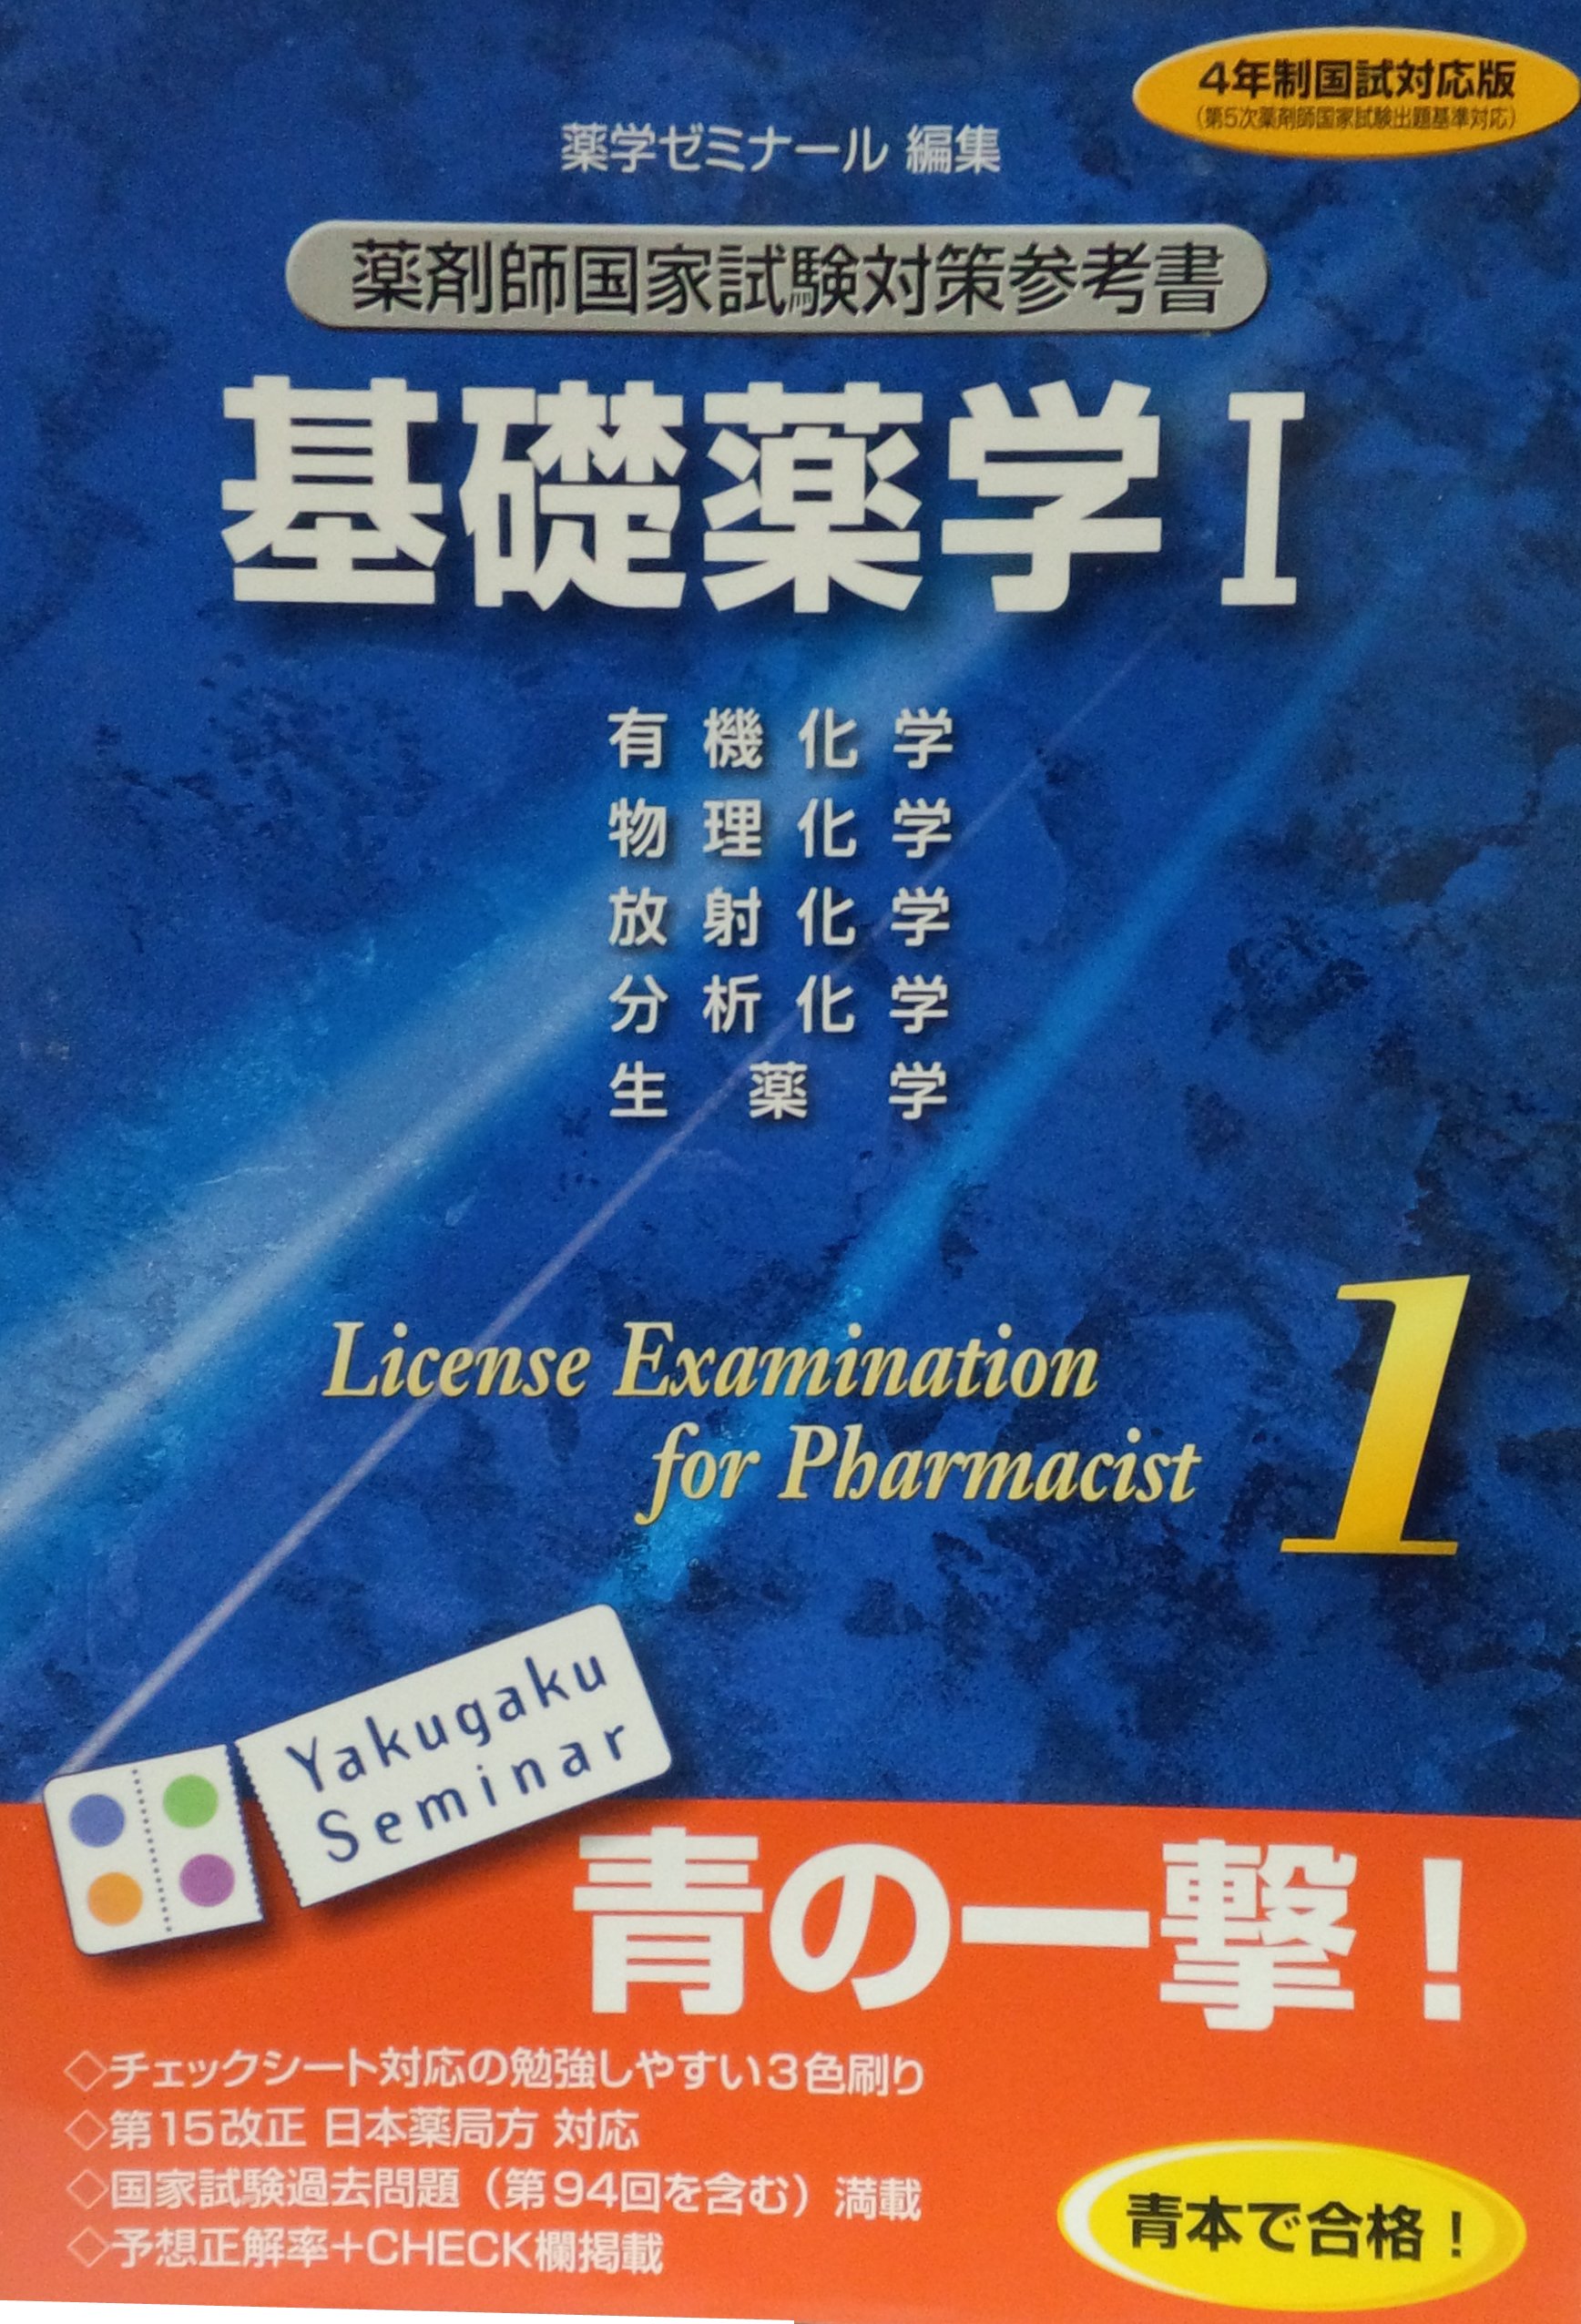 4年制国試対応版
（第5次薬剤師国家試験出題基準対応）
薬学ゼミナール 編集
薬剤師国家試験対策参考書
基礎薬学Ⅰ
有機化学
物理化学
放射化学
分析化学
生薬学
License Examination
for Pharmacist
1
Yakugaku
Seminar
青の一撃！
◇チェックシート対応の勉強しやすい3色刷り
◇第15改正 日本薬局方 対応
◇国家試験過去問題（第94回を含む）満載
◇予想正解率+CHECK欄掲載
青本で合格！